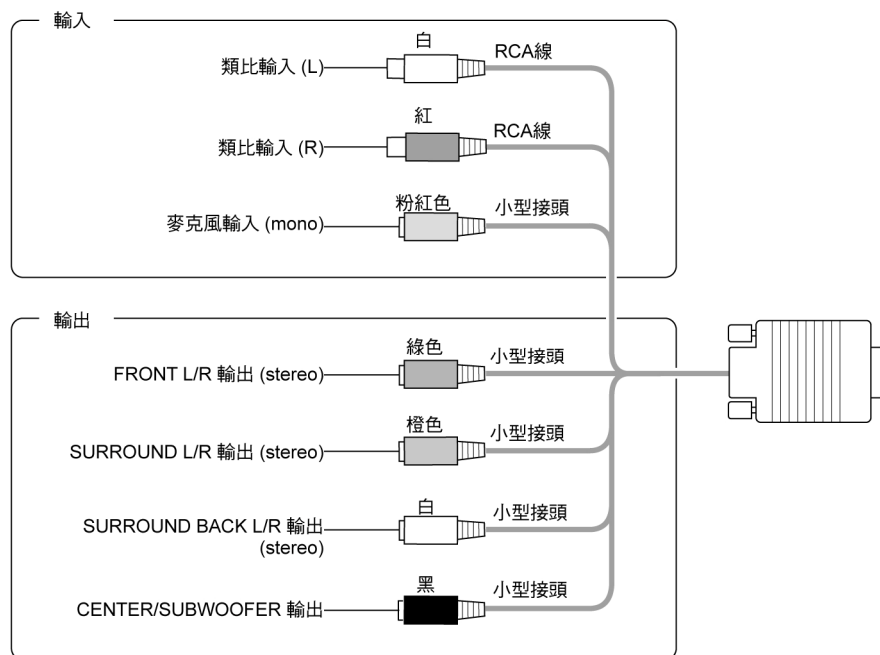 輸入
白
RCA線
類比輸入 (L)
紅
RCA線
類比輸入 (R)
粉紅色
小型接頭
麥克風輸入 (mono)
輸出
綠色
小型接頭
FRONT L/R 輸出 (stereo)
橙色
小型接頭
SURROUND L/R 輸出 (stereo)
白
小型接頭
SURROUND BACK L/R 輸出
(stereo)
黑
小型接頭
CENTER/SUBWOOFER 輸出